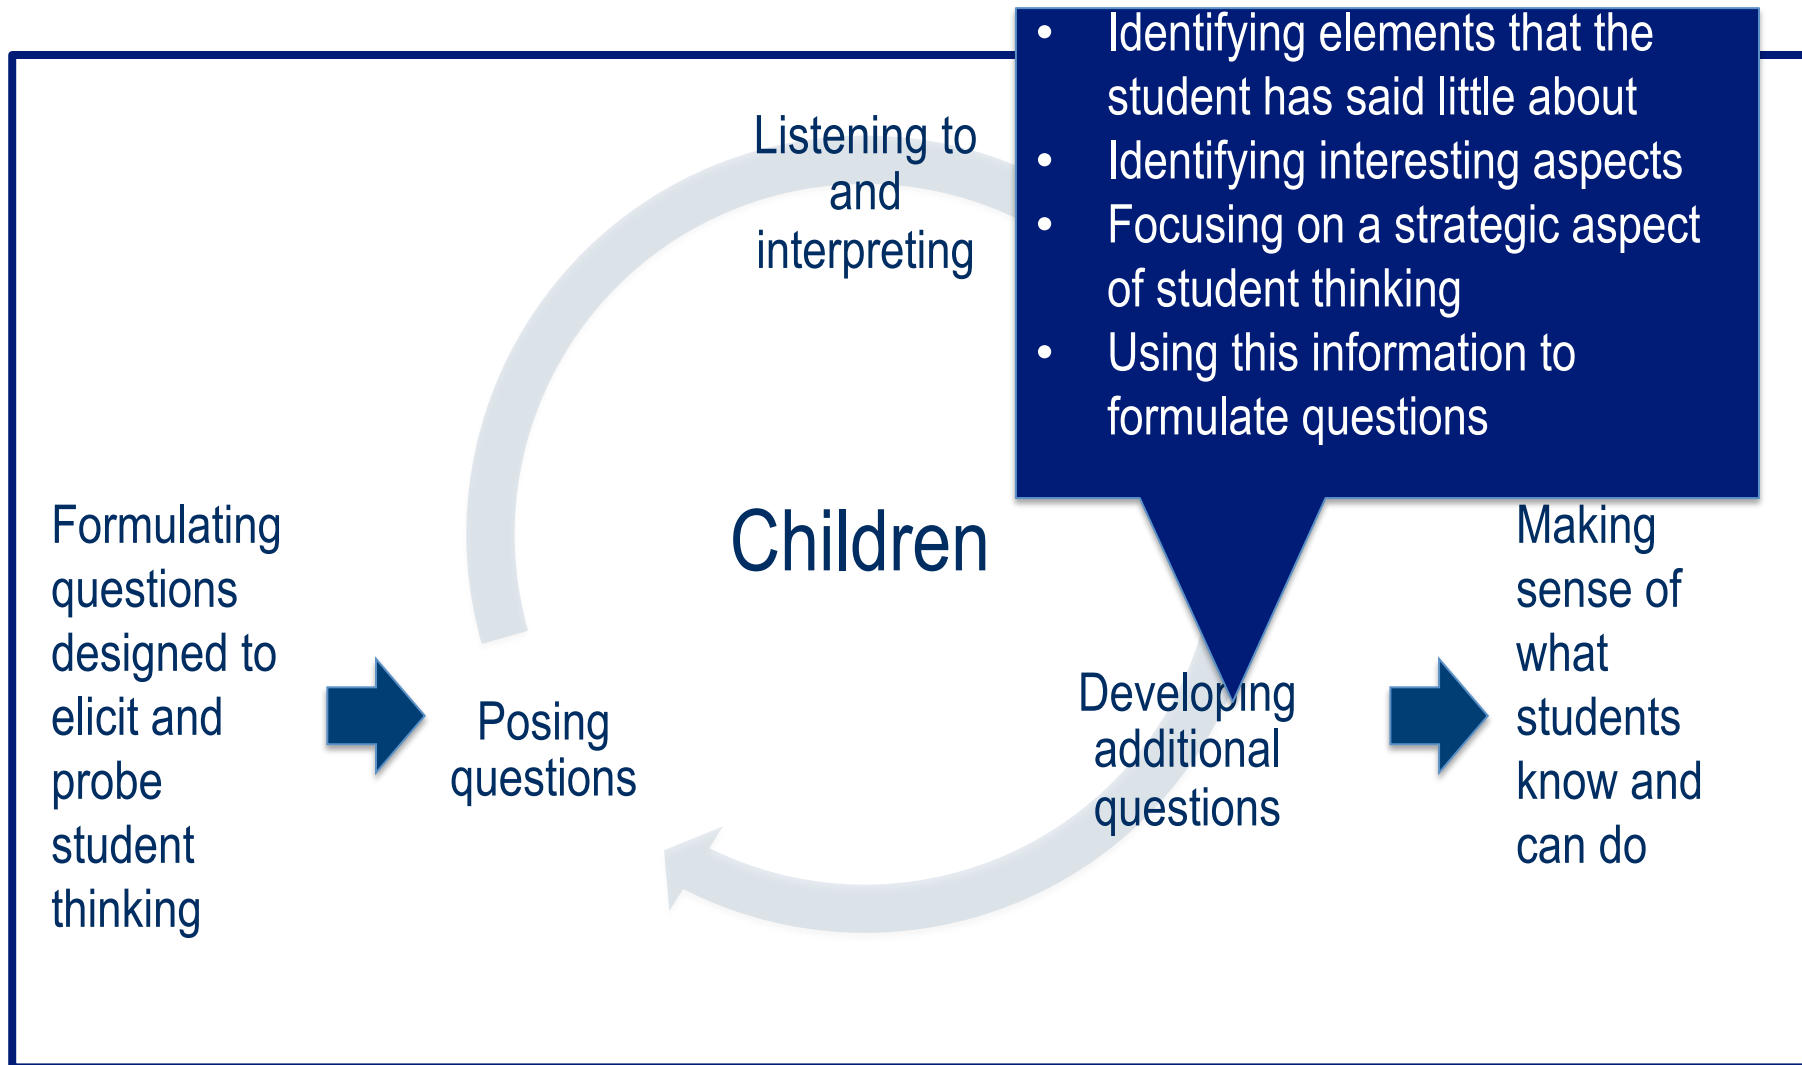 • Identifying elements that the
student has said little about
• Identifying interesting aspects
• Focusing on a strategic aspect
of student thinking
• Using this information to
formulate questions
Listening to
and
interpreting
Children
Formulating
questions
designed to
elicit and
probe
student
thinking
Posing
questions
Developing
additional
questions
Making
sense of
what
students
know and
can do